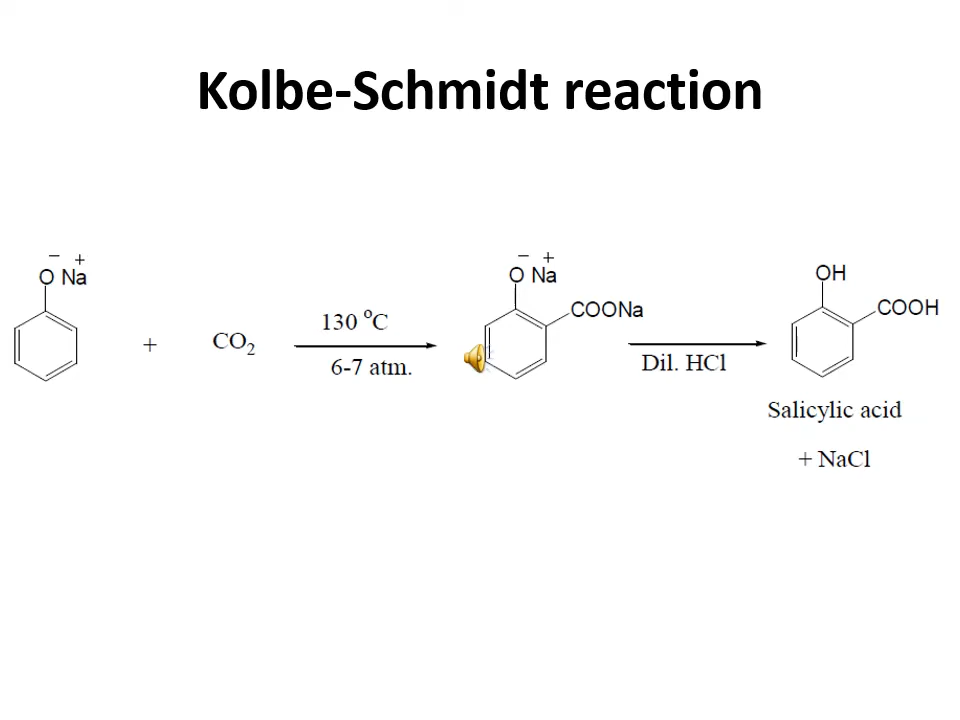 Kolbe-Schmidt reaction
− +
O Na
+
CO₂
130 °C
6-7 atm.
− +
O Na
COONa
Dil. HCl
OH
COOH
Salicylic acid
+ NaCl